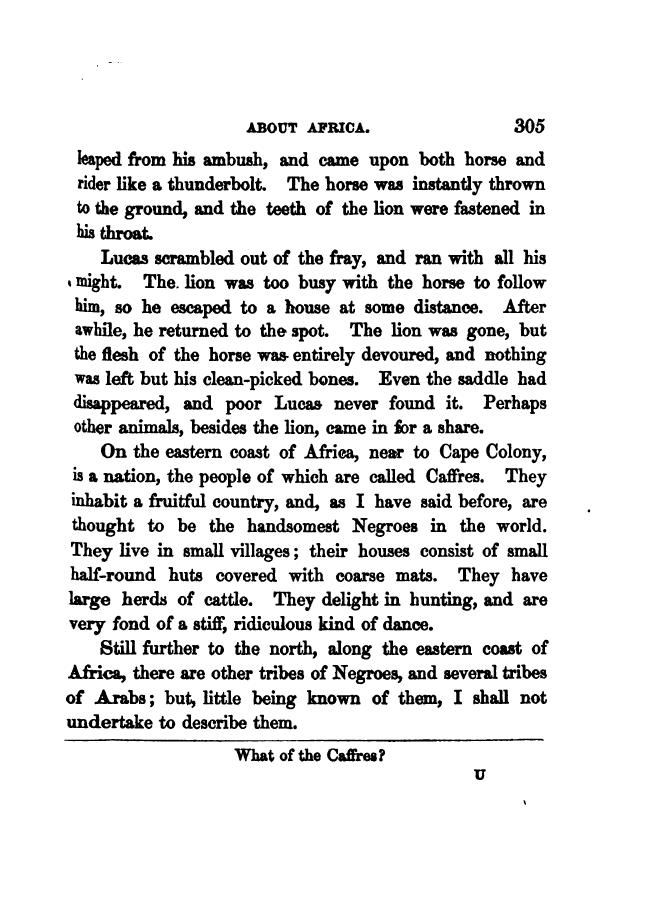 ABOUT AFRICA. 305
leaped from his ambush, and came upon both horse and
rider like a thunderbolt. The horse was instantly thrown
to the ground, and the teeth of the lion were fastened in
his throat.
Lucas scrambled out of the fray, and ran with all his
might. The lion was too busy with the horse to follow
him, so he escaped to a house at some distance. After
awhile, he returned to the spot. The lion was gone, but
the flesh of the horse was entirely devoured, and nothing
was left but his clean-picked bones. Even the saddle had
disappeared, and poor Lucas never found it. Perhaps
other animals, besides the lion, came in for a share.
On the eastern coast of Africa, near to Cape Colony,
is a nation, the people of which are called Caffres. They
inhabit a fruitful country, and, as I have said before, are
thought to be the handsomest Negroes in the world.
They live in small villages; their houses consist of small
half-round huts covered with coarse mats. They have
large herds of cattle. They delight in hunting, and are
very fond of a stiff, ridiculous kind of dance.
Still further to the north, along the eastern coast of
Africa, there are other tribes of Negroes, and several tribes
of Arabs; but, little being known of them, I shall not
undertake to describe them.
What of the Caffres?
U